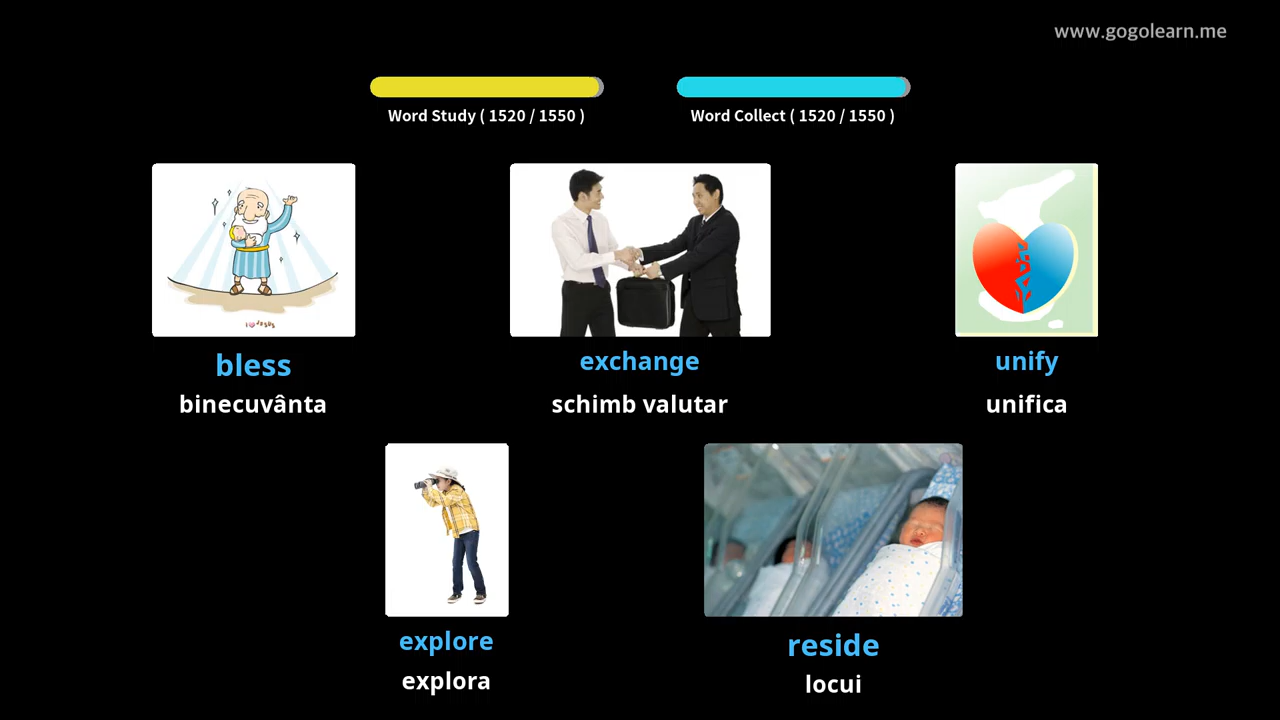 www.gogolearn.me
Word Study ( 1520 / 1550 )
Word Collect ( 1520 / 1550 )
I JESUS
bless
exchange
unify
binecuvânta
schimb valutar
unifica
explore
reside
explora
locui